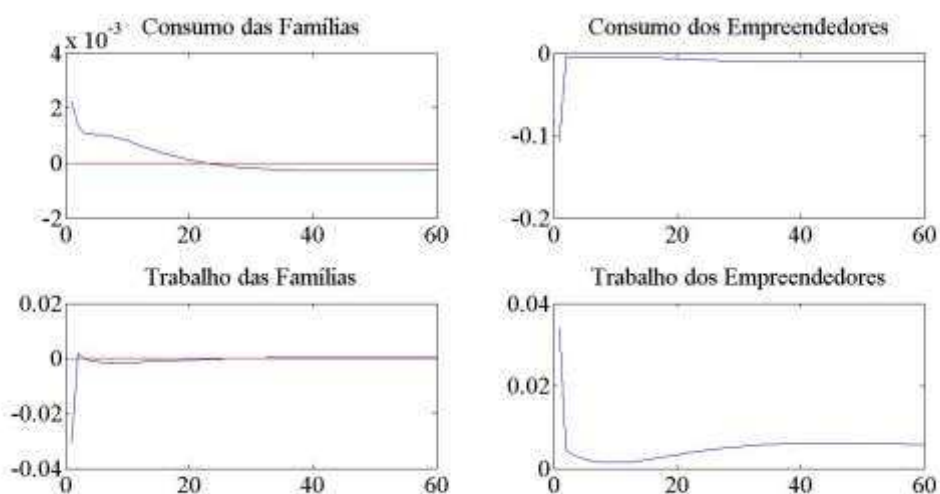 x 10-3
Consumo das Famílias
4
2
0
-2
0 20 40 60
Consumo dos Empreendedores
0
-0.1
-0.2
0 20 40 60
Trabalho das Famílias
0.02
0
-0.02
-0.04
0 20 40 60
Trabalho dos Empreendedores
0.04
0.02
0
0 20 40 60